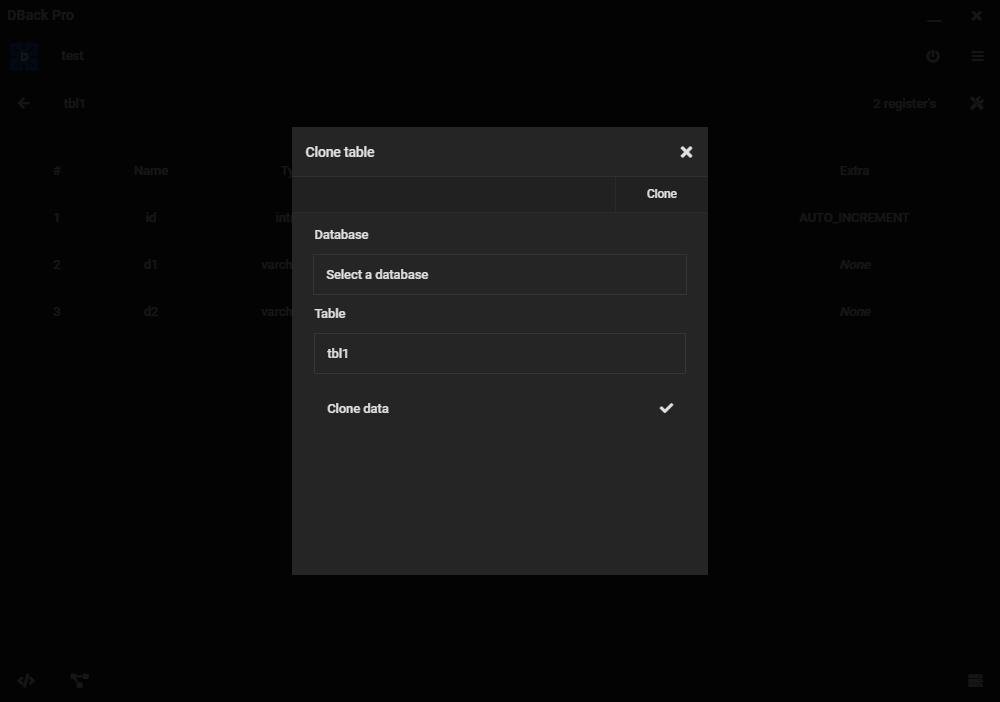 DBack Pro
D
test
tbl1
2 register's
Clone table
# Name Ty Extra
Clone
1 id int AUTO_INCREMENT
Database
2 d1 varch None
Select a database
3 d2 varch None
Table
tbl1
Clone data